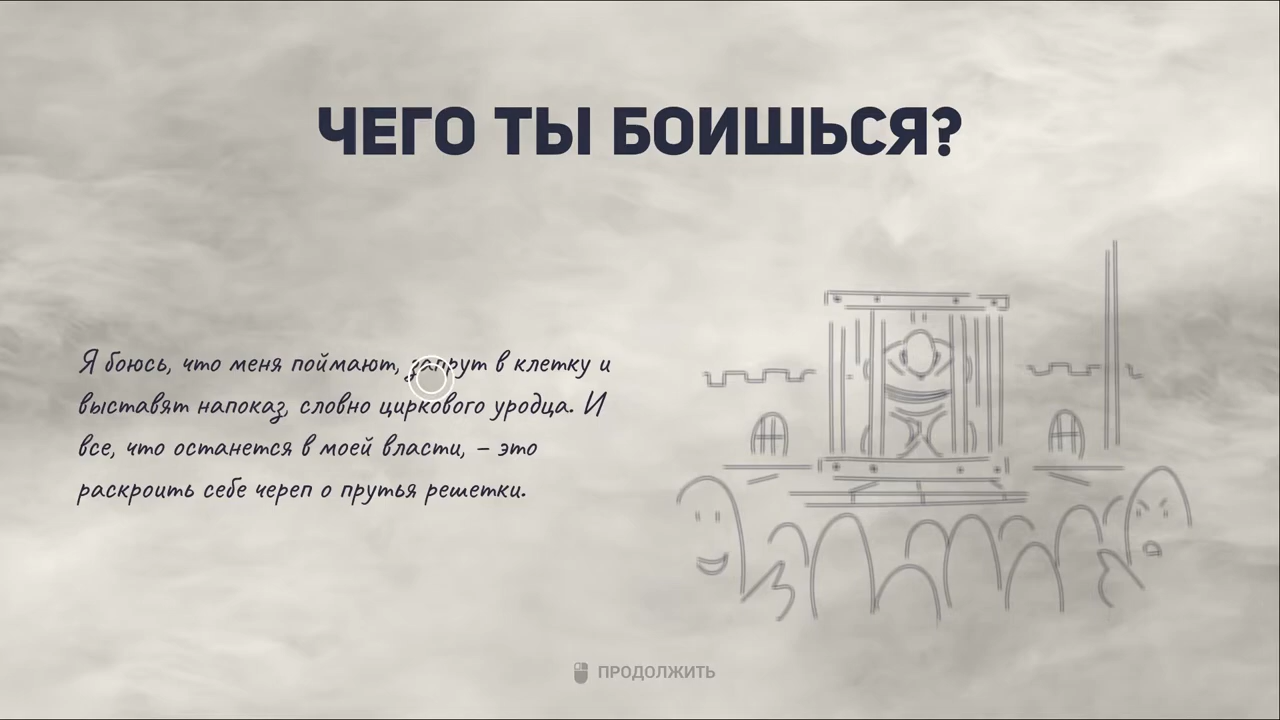 ЧЕГО ТЫ БОИШЬСЯ?
Я боюсь, что меня поймают, запрут в клетку и
выставят напоказ, словно циркового уродца. И
все, что останется в моей власти, – это
раскроить себе череп о прутья решетки.
ПРОДОЛЖИТЬ